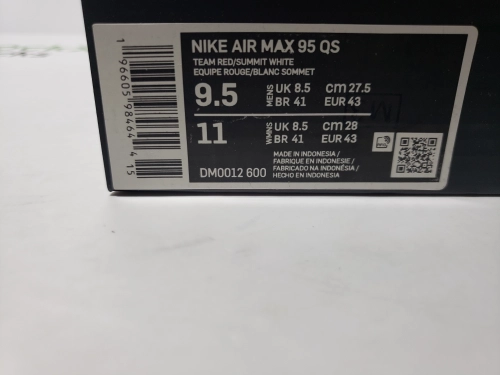 NIKE AIR MAX 95 QS
TEAM RED/SUMMIT WHITE
EQUIPE ROUGE/BLANC SOMMET
9.5 MENS UK 8.5 CM 27.5
BR 41 EUR 43
11 WMNS UK 8.5 CM 28
BR 41 EUR 43
MADE IN INDONESIA /
FABRIQUÉ EN INDONESIE /
FABRICADO NA INDONÉSIA /
HECHO EN INDONESIA
DM0012 600
1 96605 98464 4 15